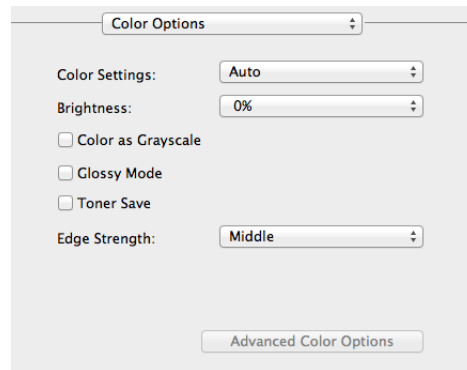 Color Options
Color Settings: Auto
Brightness: 0%
Color as Grayscale
Glossy Mode
Toner Save
Edge Strength: Middle
Advanced Color Options